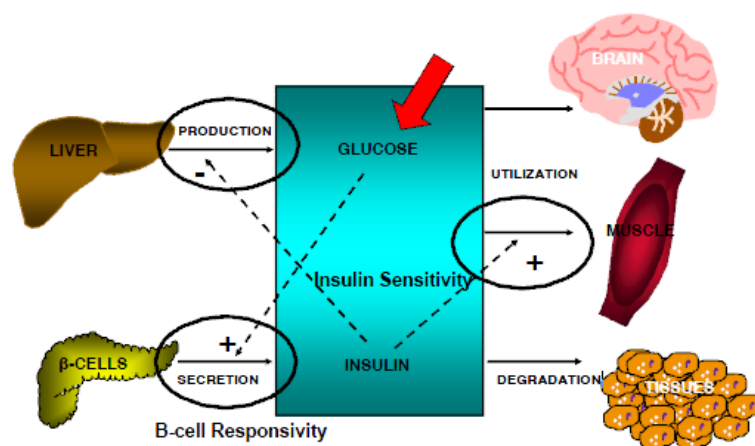 BRAIN
PRODUCTION
LIVER
GLUCOSE
-
UTILIZATION
MUSCLE
+
Insulin Sensitivity
+
β-CELLS
INSULIN
SECRETION
DEGRADATION
TISSUES
B-cell Responsivity